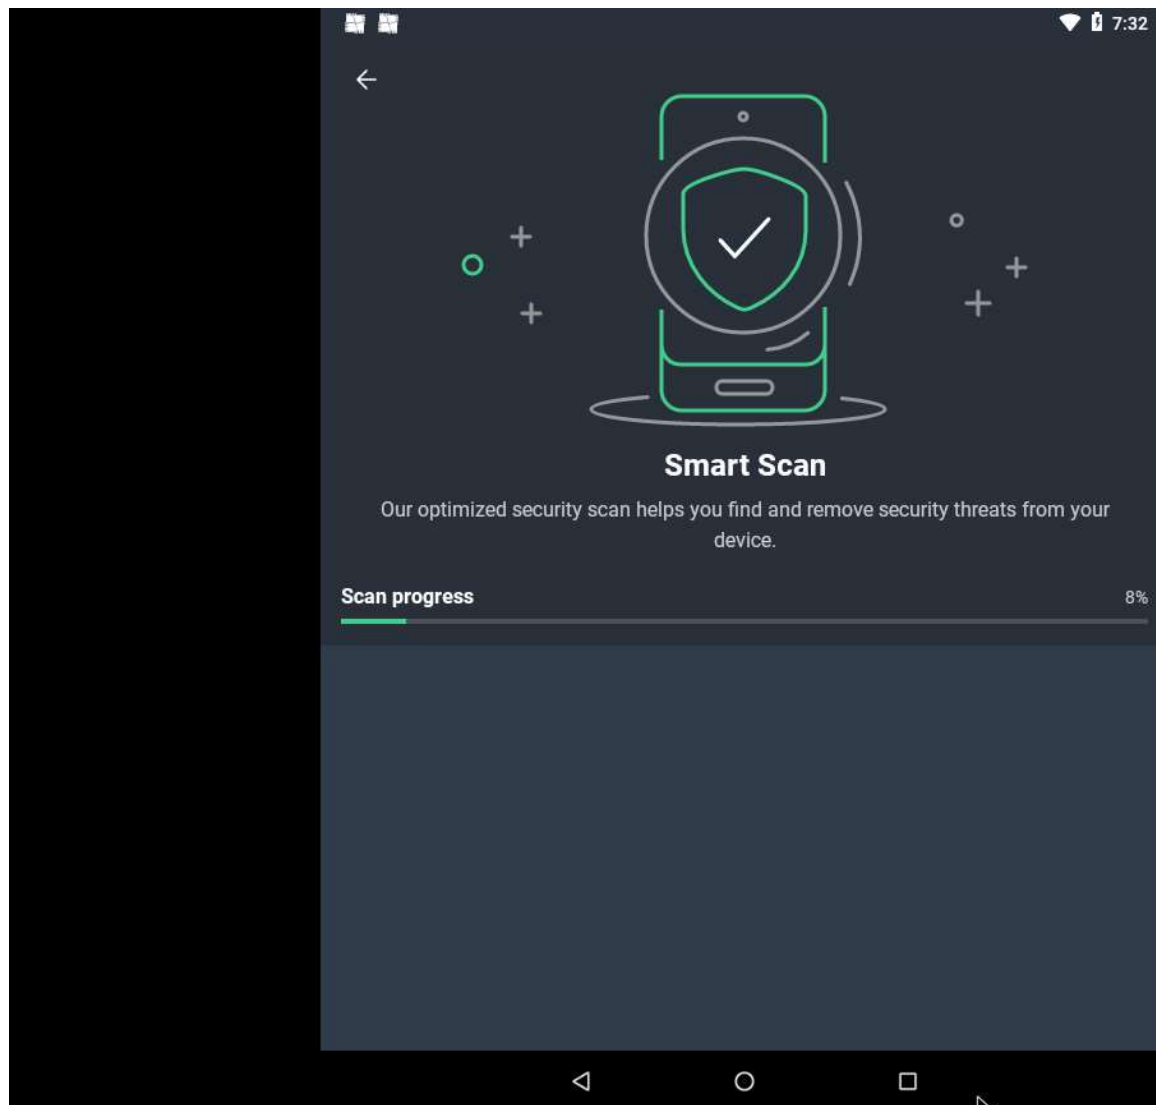 7:32
Smart Scan
Our optimized security scan helps you find and remove security threats from your
device.
Scan progress
8%